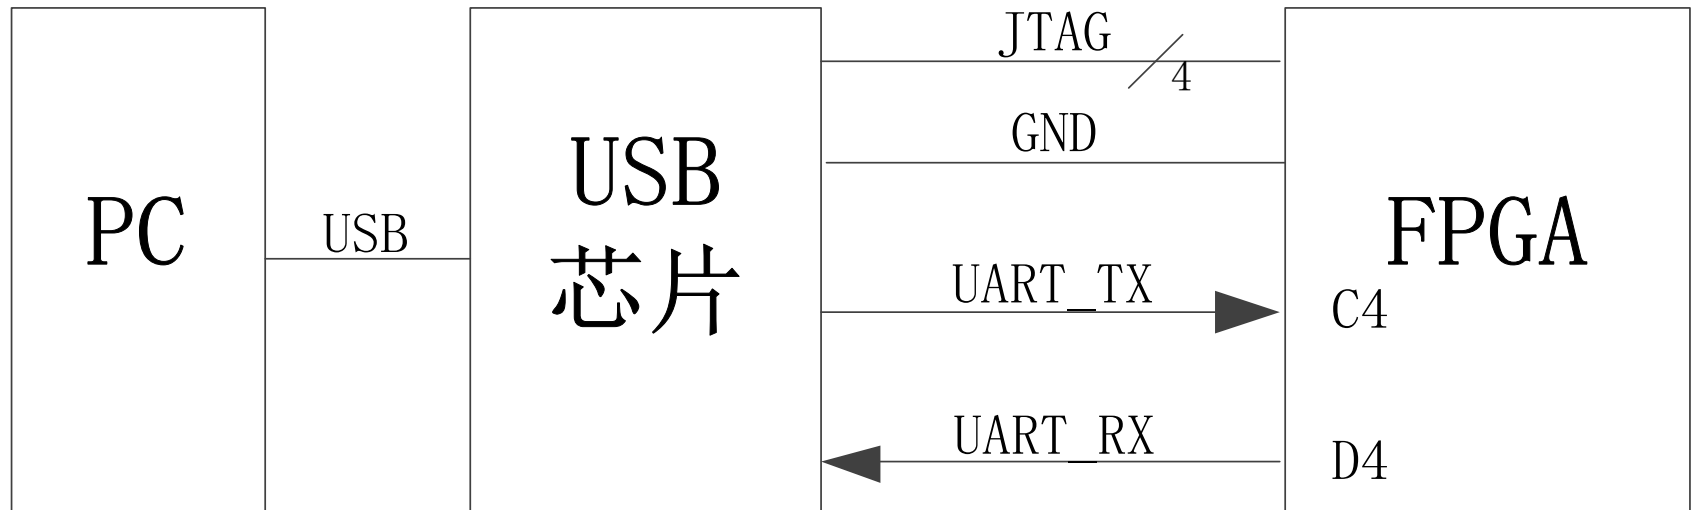 PC
USB
USB
芯片
JTAG
4
GND
UART_TX
UART_RX
FPGA
C4
D4